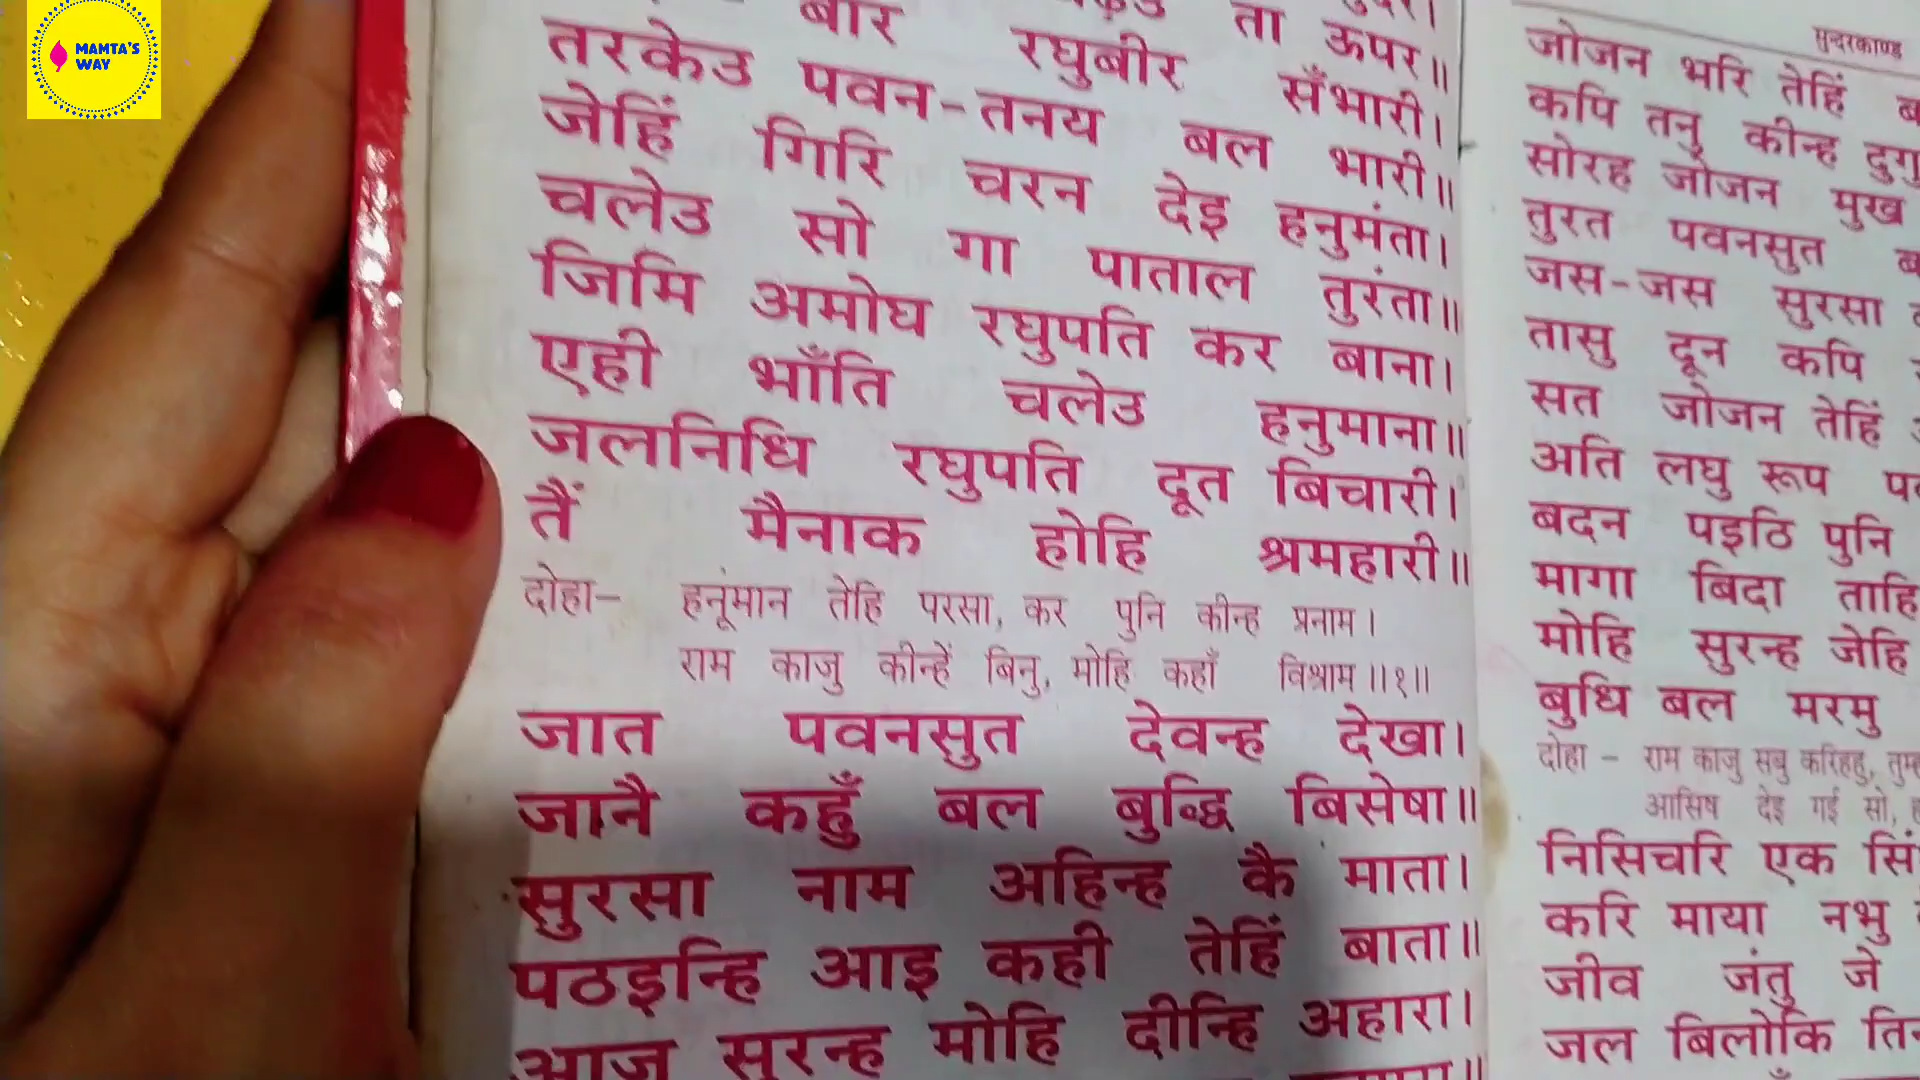 MAMTA'S
WAY
ता ऊपर॥
बार रघुबीर सँभारी।
तरकेउ पवन-तनय बल भारी॥
जेहिं गिरि चरन देइ हनुमंता।
चलेउ सो गा पाताल तुरंता॥
जिमि अमोघ रघुपति कर बाना।
एही भाँति चलेउ हनुमाना॥
जलनिधि रघुपति दूत बिचारी।
तैं मैनाक होहि श्रमहारी॥
दोहा– हनूंमान तेहि परसा, कर पुनि कीन्ह प्रनाम।
राम काजु कीन्हें बिनु, मोहि कहाँ विश्राम॥१॥
जात पवनसुत देवन्ह देखा।
जानै कहुँ बल बुद्धि बिसेषा॥
सुरसा नाम अहिन्ह कै माता।
पठइन्हि आइ कही तेहिं बाता॥
आज सुरन्ह मोहि दीन्हि अहारा।
सुन्दरकाण्ड
जोजन भरि तेहिं
कपि तनु कीन्ह
सोरह जोजन मुख
तुरत पवनसुत
जस-जस सुरसा
तासु दून कपि
सत जोजन तेहिं
अति लघु रूप
बदन पइठि पुनि
मागा बिदा ताहि
मोहि सुरन्ह जेहि
बुधि बल मरमु
दोहा – राम काजु सबु करिहहु,
आसिष देइ गई सो,
निसिचरि एक
करि माया नभु
जीव जंतु जे
जल बिलोकि